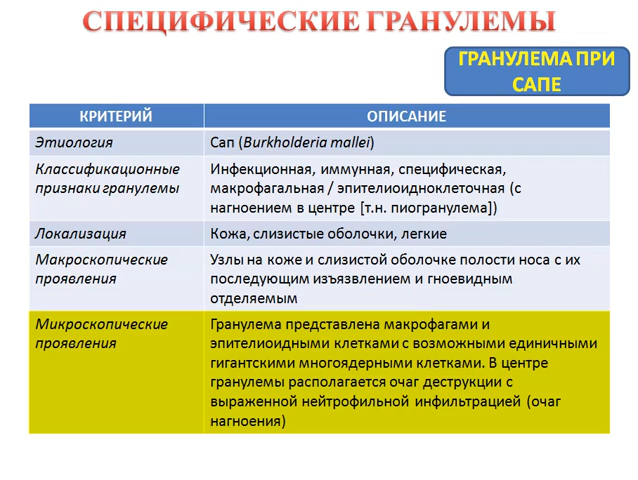 СПЕЦИФИЧЕСКИЕ ГРАНУЛЕМЫ
ГРАНУЛЕМА ПРИ
САПЕ
КРИТЕРИЙ
ОПИСАНИЕ
Этиология
Сап (Burkholderia mallei)
Классификационные
признаки гранулемы
Инфекционная, иммунная, специфическая,
макрофагальная / эпителиоидноклеточная (с
нагноением в центре [т.н. пиогранулема])
Локализация
Кожа, слизистые оболочки, легкие
Макроскопические
проявления
Узлы на коже и слизистой оболочке полости носа с их
последующим изъязвлением и гноевидным
отделяемым
Микроскопические
проявления
Гранулема представлена макрофагами и
эпителиоидными клетками с возможными единичными
гигантскими многоядерными клетками. В центре
гранулемы располагается очаг деструкции с
выраженной нейтрофильной инфильтрацией (очаг
нагноения)